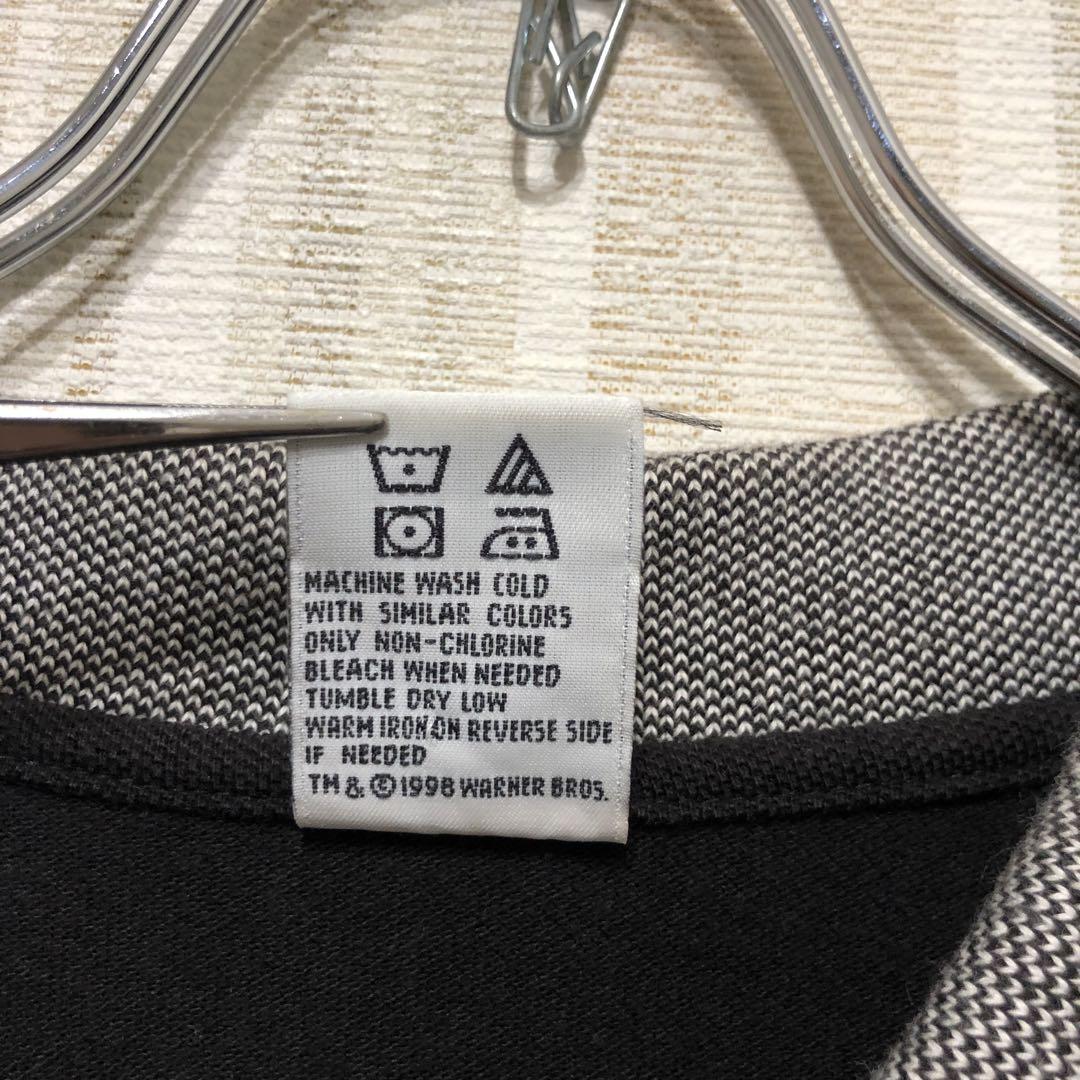 MACHINE WASH COLD
WITH SIMILAR COLORS
ONLY NON-CHLORINE
BLEACH WHEN NEEDED
TUMBLE DRY LOW
WARM IRON ON REVERSE SIDE
IF NEEDED
TM & ©1998 WARNER BROS.